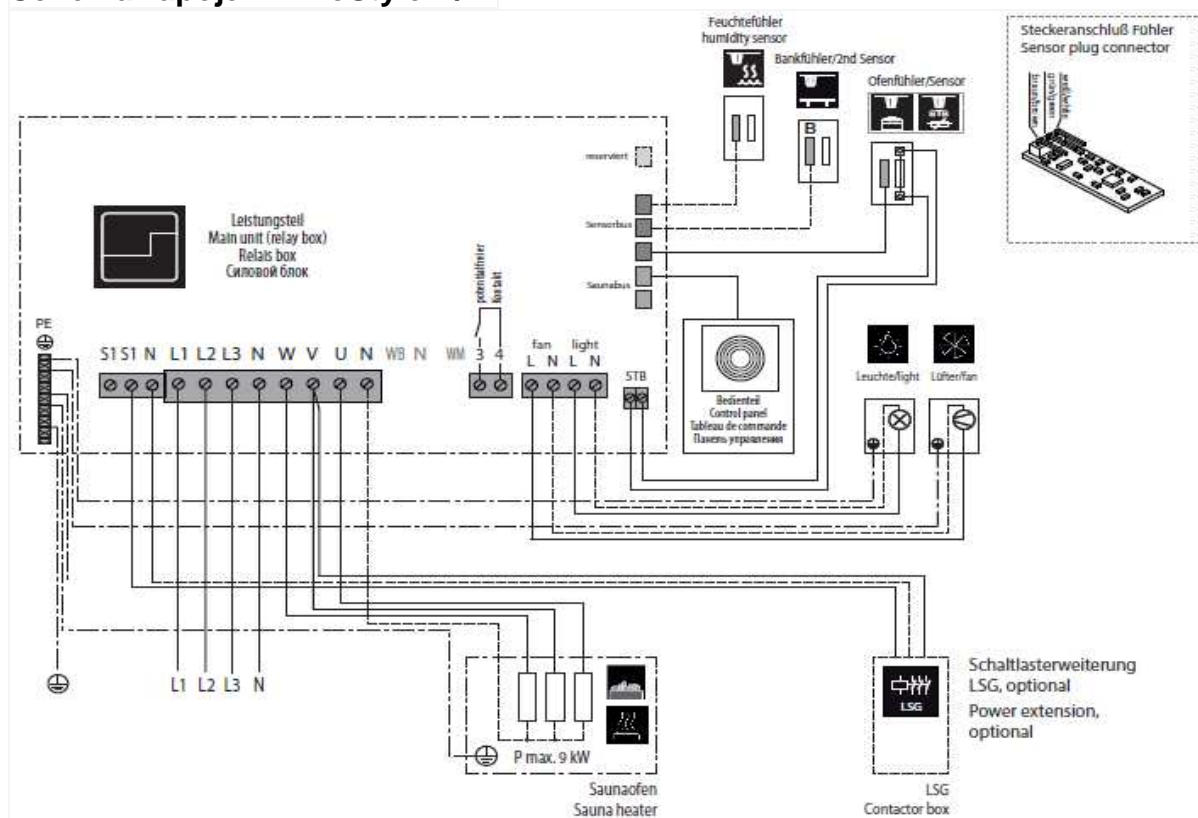 Feuchtefühler
humidity sensor
Bankfühler/2nd Sensor
Ofenfühler/Sensor
B
Steckeranschluß Fühler
Sensor plug connector
reserviert
Sensorbus
Saunabus
Leistungsteil
Main unit (relay box)
Relais box
Силовой блок
potentialfreier
Kontakt
PE
S1 S1 N L1 L2 L3 N W V U N WB N WM 3 4
fan light
L N L N
STB
Bedienteil
Control panel
Tableau de commande
Панель управления
Leuchte/light
Lüfter/fan
L1 L2 L3 N
P max. 9 kW
Saunaofen
Sauna heater
LSG
LSG
Contactor box
Schaltlasterweiterung
LSG, optional
Power extension,
optional